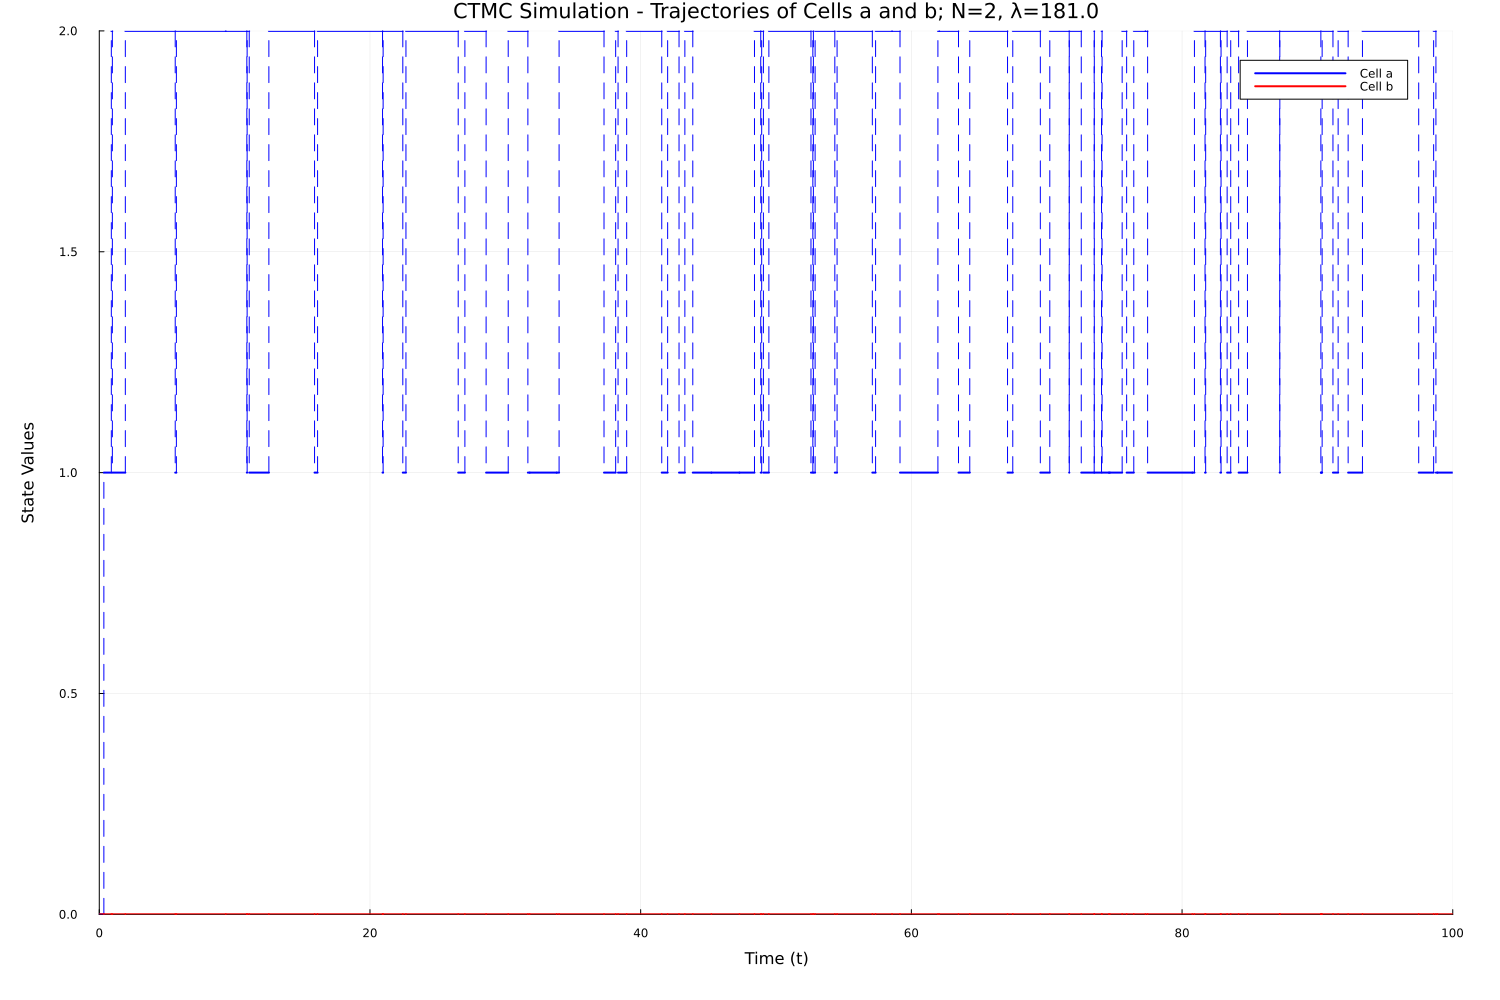 CTMC Simulation - Trajectories of Cells a and b; N=2, λ=181.0
2.0
Cell a
Cell b
1.5
1.0
State Values
0.5
0.0
0 20 40 60 80 100
Time (t)